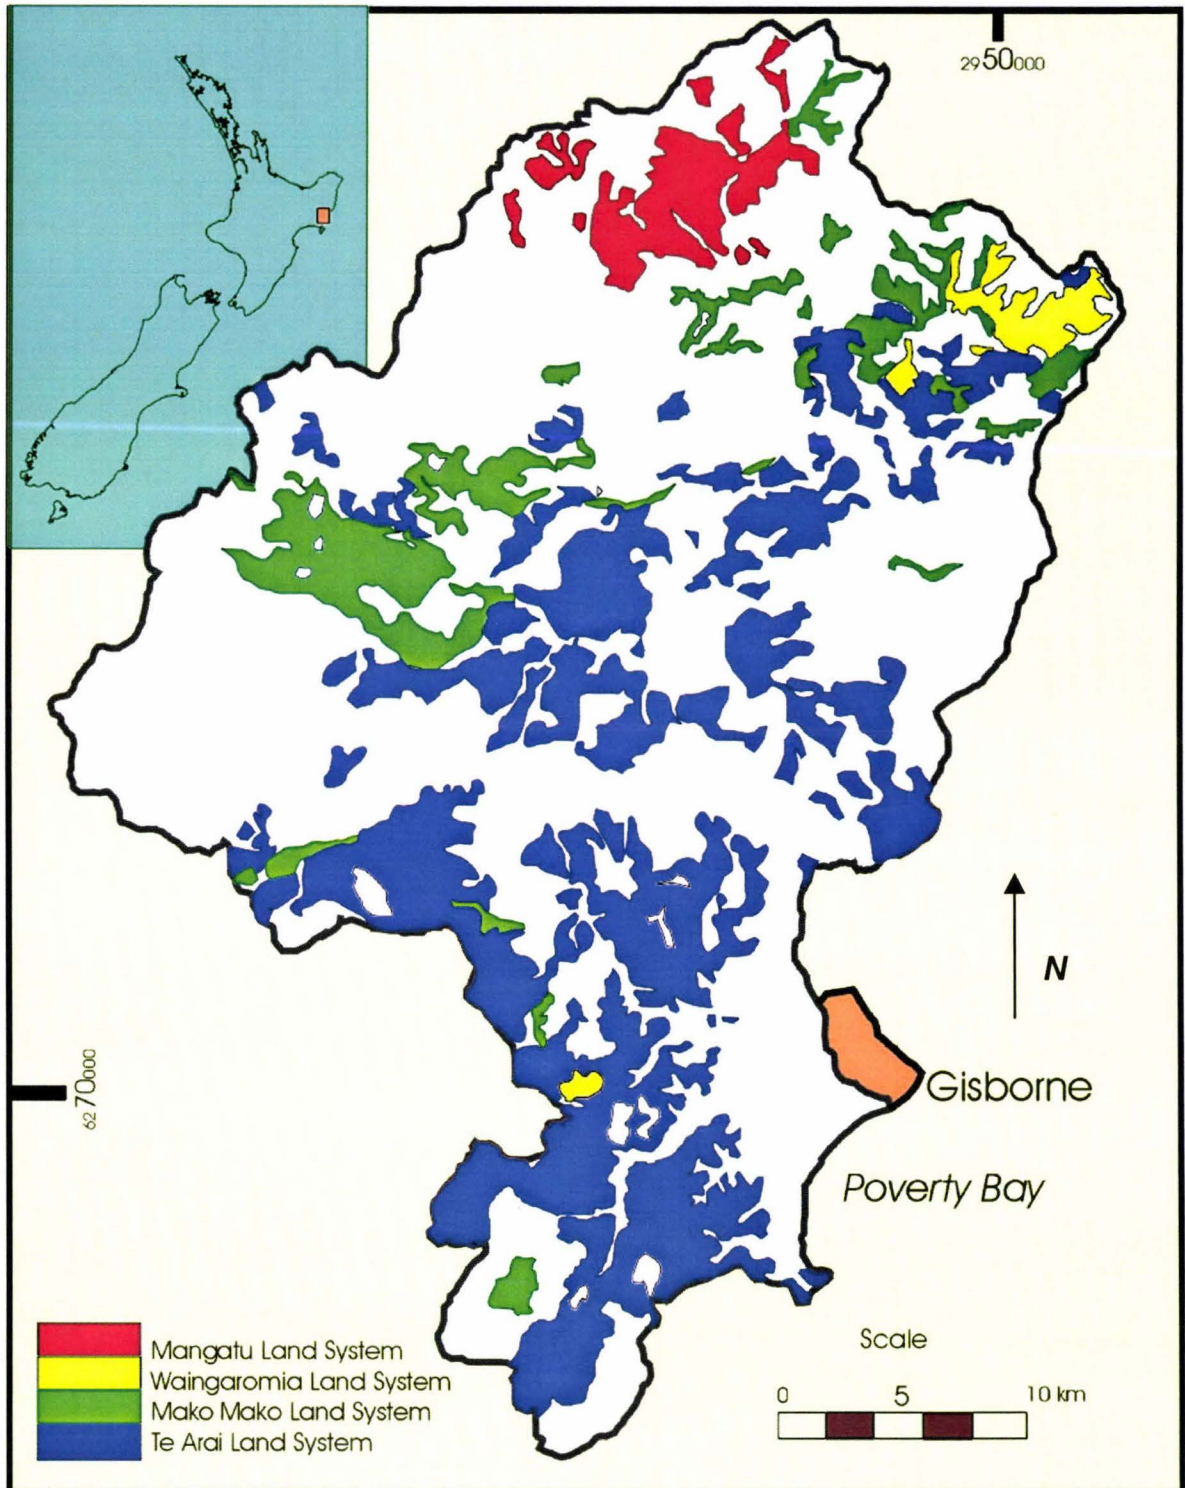 2950000
N
6270000
Gisborne
Poverty Bay
Mangatu Land System
Waingaromia Land System
Mako Mako Land System
Te Arai Land System
Scale
0 5 10 km